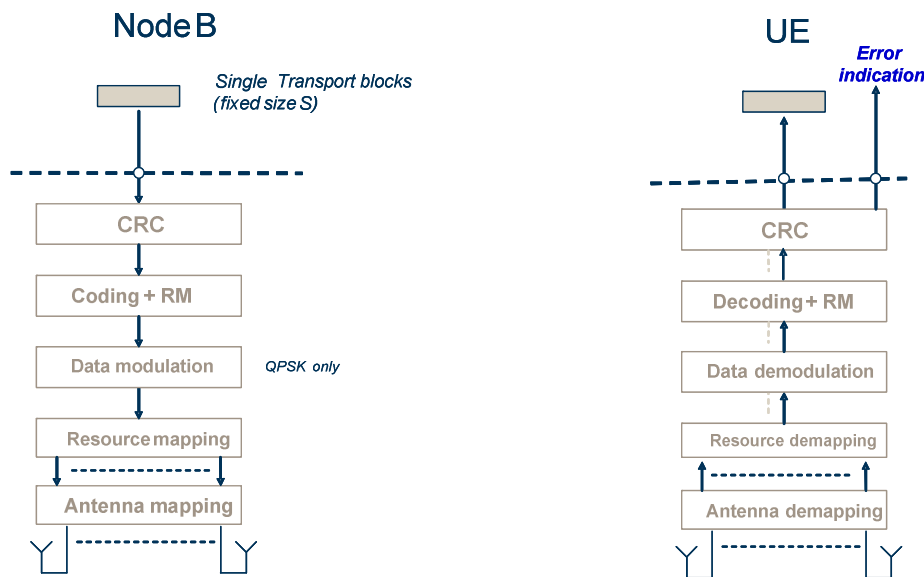 Node B
Single Transport blocks
(fixed size S)
CRC
Coding + RM
Data modulation
QPSK only
Resource mapping
Antenna mapping
UE
Error
indication
CRC
Decoding + RM
Data demodulation
Resource demapping
Antenna demapping